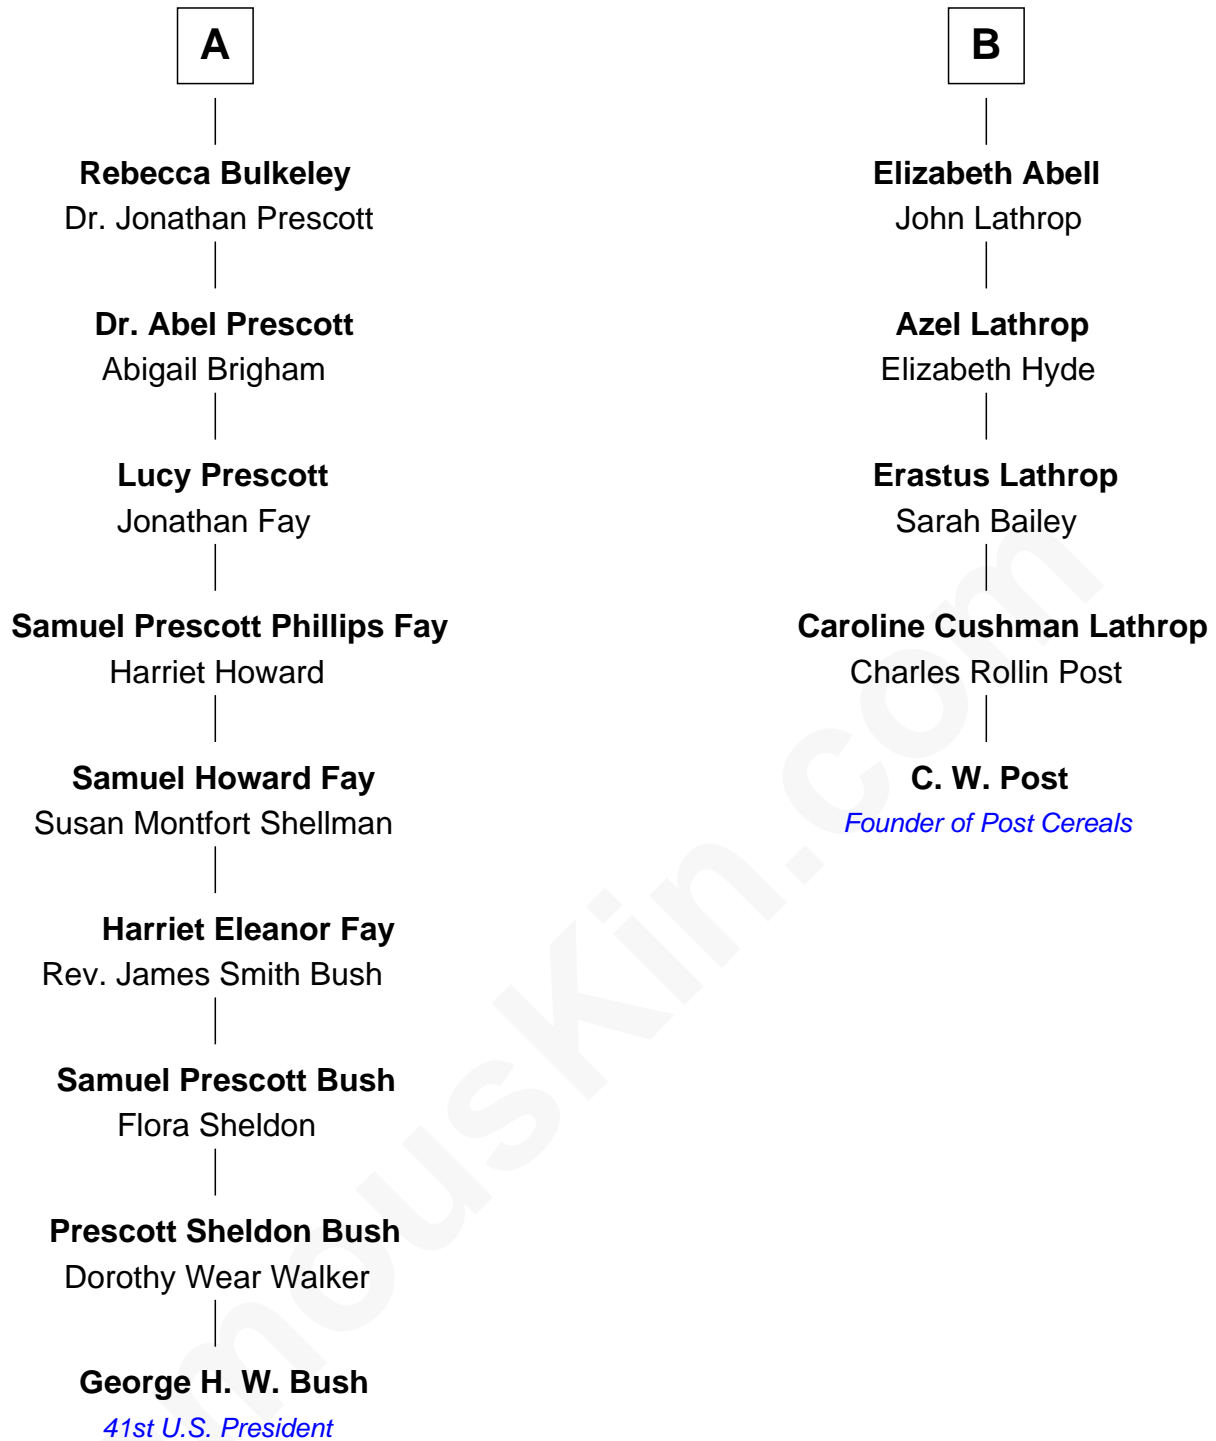 A
Rebecca Bulkeley
Dr. Jonathan Prescott
Dr. Abel Prescott
Abigail Brigham
Lucy Prescott
Jonathan Fay
Samuel Prescott Phillips Fay
Harriet Howard
Samuel Howard Fay
Susan Montfort Shellman
Harriet Eleanor Fay
Rev. James Smith Bush
Samuel Prescott Bush
Flora Sheldon
Prescott Sheldon Bush
Dorothy Wear Walker
George H. W. Bush
41st U.S. President
B
Elizabeth Abell
John Lathrop
Azel Lathrop
Elizabeth Hyde
Erastus Lathrop
Sarah Bailey
Caroline Cushman Lathrop
Charles Rollin Post
C. W. Post
Founder of Post Cereals
mousKin.com